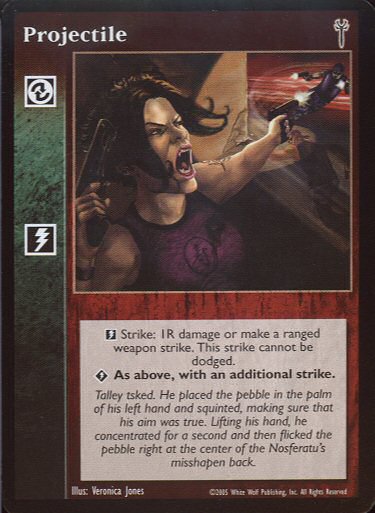 Projectile
Strike: 1R damage or make a ranged
weapon strike. This strike cannot be
dodged.
As above, with an additional strike.
Talley tsked. He placed the pebble in the palm
of his left hand and squinted, making sure that
his aim was true. Lifting his hand, he
concentrated for a second and then flicked the
pebble right at the center of the Nosferatu's
misshapen back.
Illus: Veronica Jones ©2005 White Wolf Publishing, Inc. All Rights Reserved